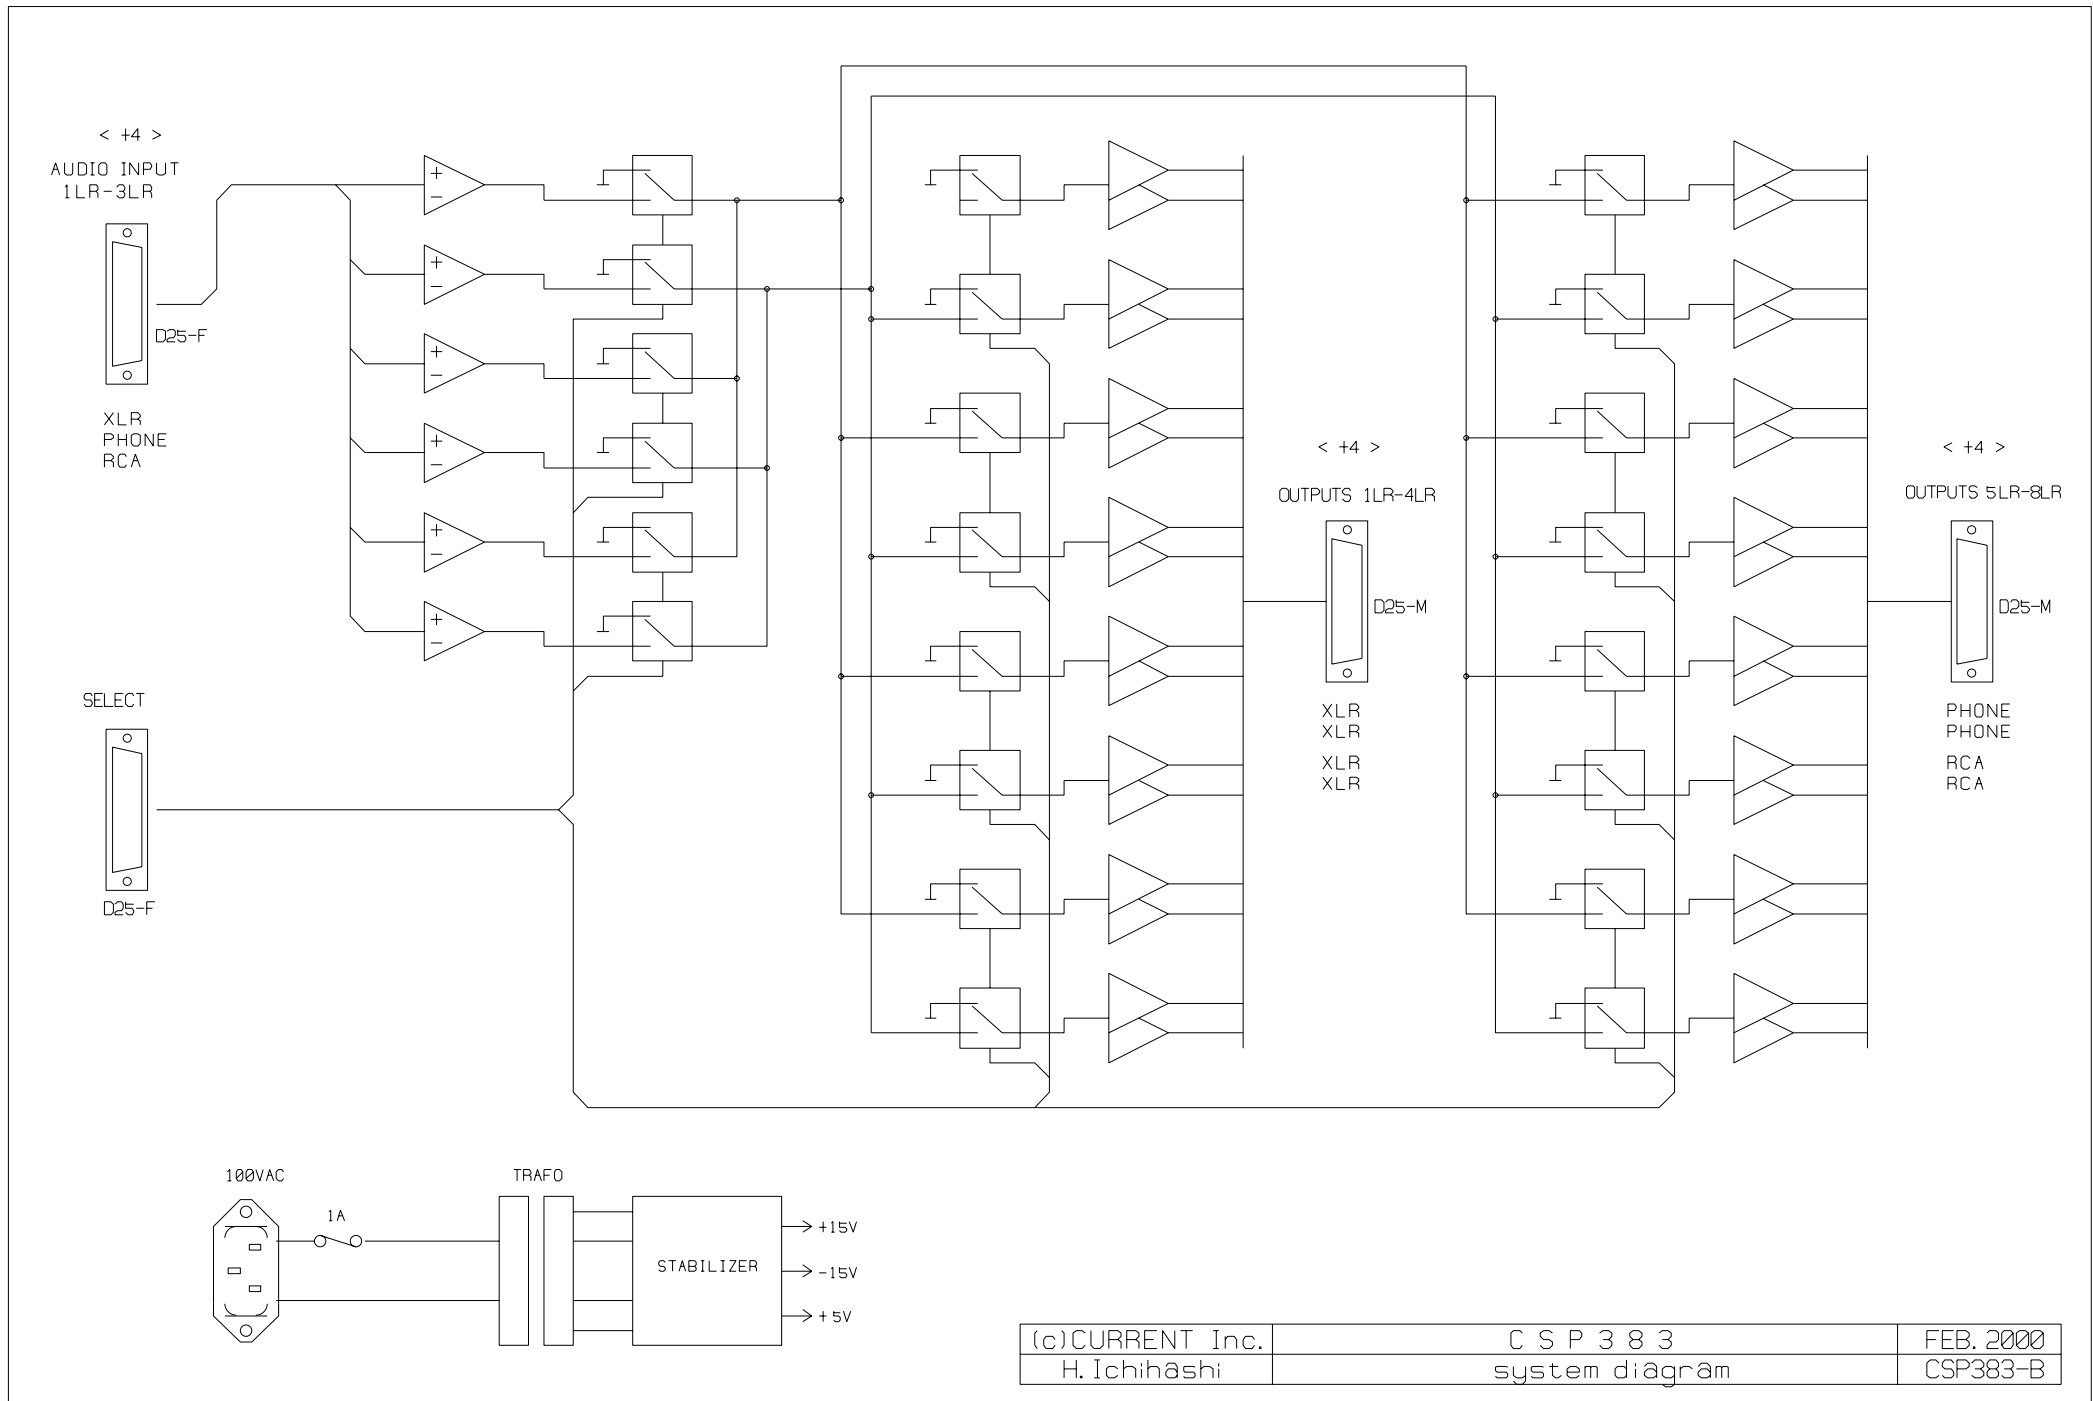 < +4 >
AUDIO INPUT
1LR-3LR
D25-F
XLR
PHONE
RCA
SELECT
D25-F
+
−
+
−
+
−
+
−
+
−
+
−
< +4 >
OUTPUTS 1LR-4LR
D25-M
XLR
XLR
XLR
XLR
< +4 >
OUTPUTS 5LR-8LR
D25-M
PHONE
PHONE
RCA
RCA
100VAC
1A
TRAFO
STABILIZER
+15V
-15V
+5V
(c)CURRENT Inc.
C S P 3 8 3
FEB. 2000
H. Ichihashi
system diagram
CSP383-B